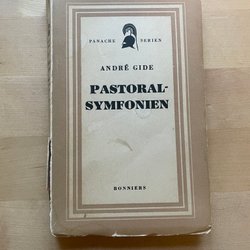 PANACHE SERIEN
ANDRÉ GIDE
PASTORAL-
SYMFONIEN
BONNIERS